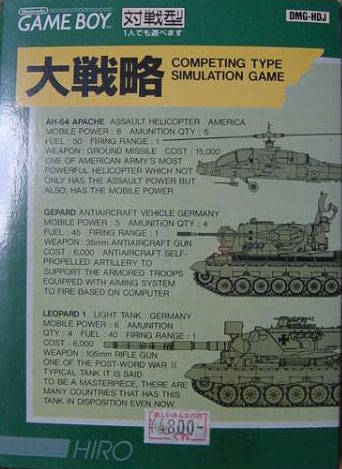 Nintendo
GAME BOY
対戦型
1人でも遊べます
DMG-HDJ
大戦略
COMPETING TYPE
SIMULATION GAME
AH-64 APACHE ASSAULT HELICOPTER AMERICA
MOBILE POWER : 6 AMUNITION QTY : 5
FUEL : 50 FIRING RANGE : 1
WEAPON : GROUND MISSILE COST : 15,000
ONE OF AMERICAN ARMY'S MOST
POWERFUL HELICOPTER WHICH NOT
ONLY HAS THE ASSAULT POWER BUT
ALSO, HAS THE MOBILE POWER
GEPARD ANTIAIRCRAFT VEHICLE GERMANY
MOBILE POWER : 5 AMUNITION QTY : 4
FUEL : 45 FIRING RANGE : 1
WEAPON : 35mm ANTIAIRCRAFT GUN
COST : 6,000 ANTIAIRCRAFT SELF-
PROPELLED ARTILLERY TO
SUPPORT THE ARMORED TROOPS
EQUIPPED WITH AIMING SYSTEM
TO FIRE BASED ON COMPUTER
LEOPARD 1 LIGHT TANK GERMANY
MOBILE POWER : 6 AMUNITION
QTY : 4 FUEL : 40 FIRING RANGE : 1
COST : 6,000
WEAPON : 105mm RIFLE GUN
ONE OF THE POST-WORD WAR II
TYPICAL TANK IT IS SAID
TO BE A MASTERPIECE, THERE ARE
MANY COUNTRIES THAT HAS THIS
TANK IN DISPOSITION EVEN NOW.
¥4,800-
HIRO